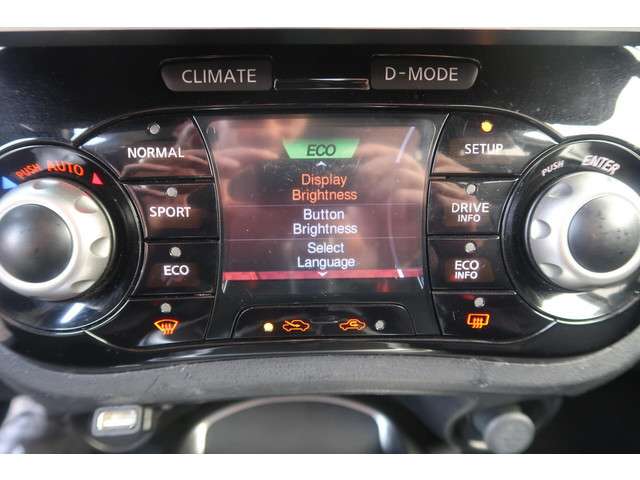 CLIMATE
D-MODE
PUSH AUTO
NORMAL
SPORT
ECO
ECO
Display
Brightness
Button
Brightness
Select
Language
SETUP
DRIVE
INFO
ECO
INFO
PUSH ENTER